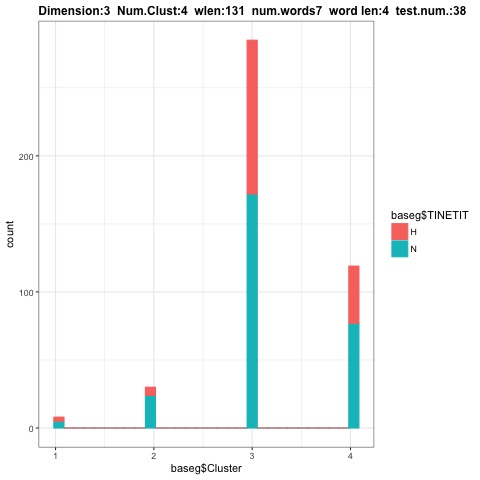 Dimension:3  Num.Clust:4  wlen:131  num.words7  word len:4  test.num.:38
200
100
0
count
1 2 3 4
baseg$Cluster
baseg$TINETIT
H
N